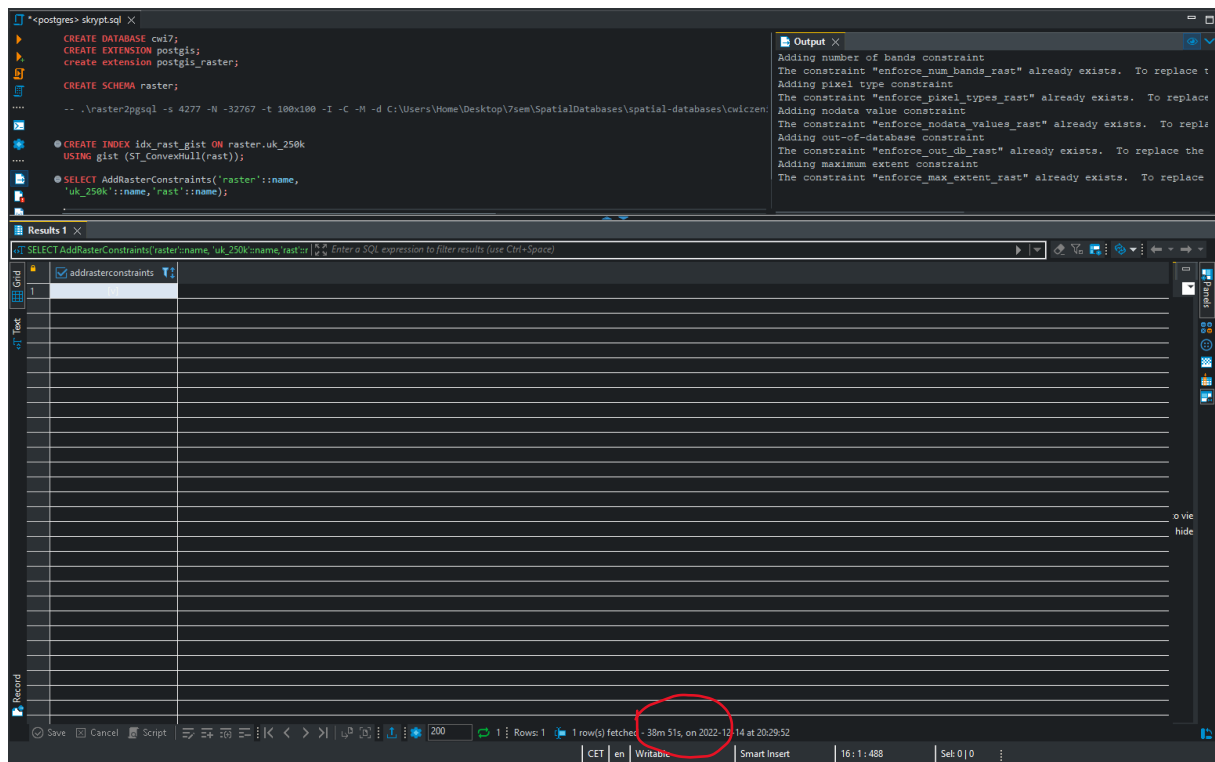 *<postgres> skrypt.sql
CREATE DATABASE cwi7;
CREATE EXTENSION postgis;
create extension postgis_raster;
CREATE SCHEMA raster;
-- .\raster2pgsql -s 4277 -N -32767 -t 100x100 -I -C -M -d C:\Users\Home\Desktop\7sem\SpatialDatabases\spatial-databases\cwiczen
CREATE INDEX idx_rast_gist ON raster.uk_250k
USING gist (ST_ConvexHull(rast));
SELECT AddRasterConstraints('raster'::name,
'uk_250k'::name,'rast'::name);
Output
Adding number of bands constraint
The constraint "enforce_num_bands_rast" already exists. To replace t
Adding pixel type constraint
The constraint "enforce_pixel_types_rast" already exists. To replace
Adding nodata value constraint
The constraint "enforce_nodata_values_rast" already exists. To repla
Adding out-of-database constraint
The constraint "enforce_out_db_rast" already exists. To replace the
Adding maximum extent constraint
The constraint "enforce_max_extent_rast" already exists. To replace
Results 1
SELECT AddRasterConstraints('raster'::name, 'uk_250k'::name,'rast'::r Enter a SQL expression to filter results (use Ctrl+Space)
Grid
Text
Record
addrasterconstraints
1
Panels
o vie
hide
Save Cancel Script 200 1 Rows: 1 1 row(s) fetched - 38m 51s, on 2022-12-14 at 20:29:52
CET en Writable Smart Insert 16 : 1 : 488 Sel: 0 | 0